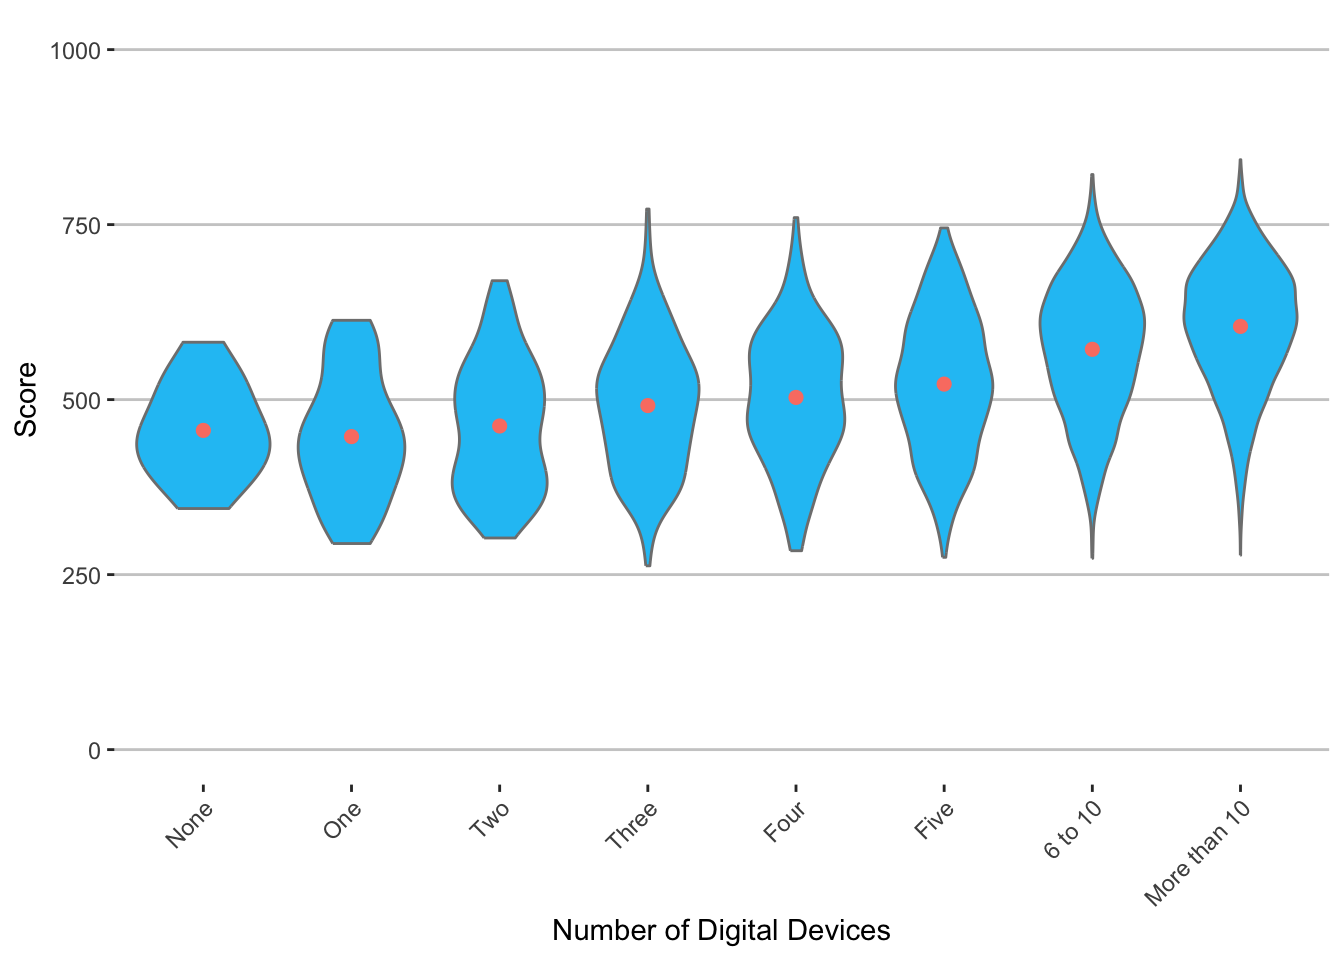 1000
750
500
250
0
Score
None
One
Two
Three
Four
Five
6 to 10
More than 10
Number of Digital Devices